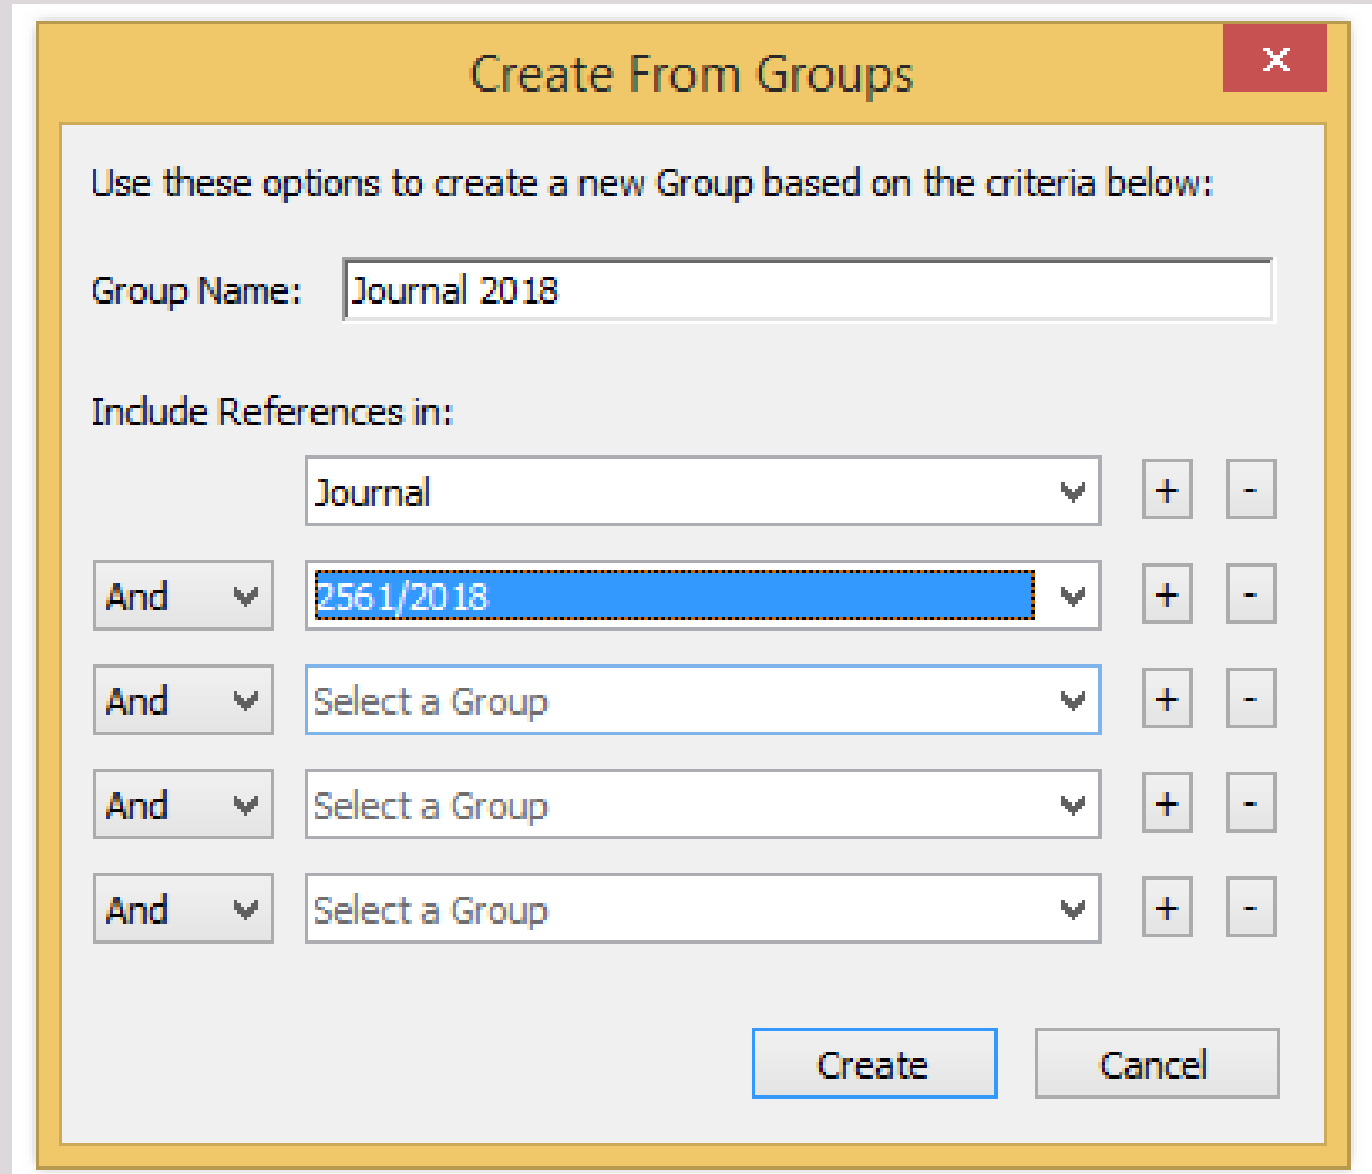 Create From Groups x
Use these options to create a new Group based on the criteria below:
Group Name: Journal 2018
Include References in:
Journal + -
And 2561/2018 + -
And Select a Group + -
And Select a Group + -
And Select a Group + -
Create Cancel